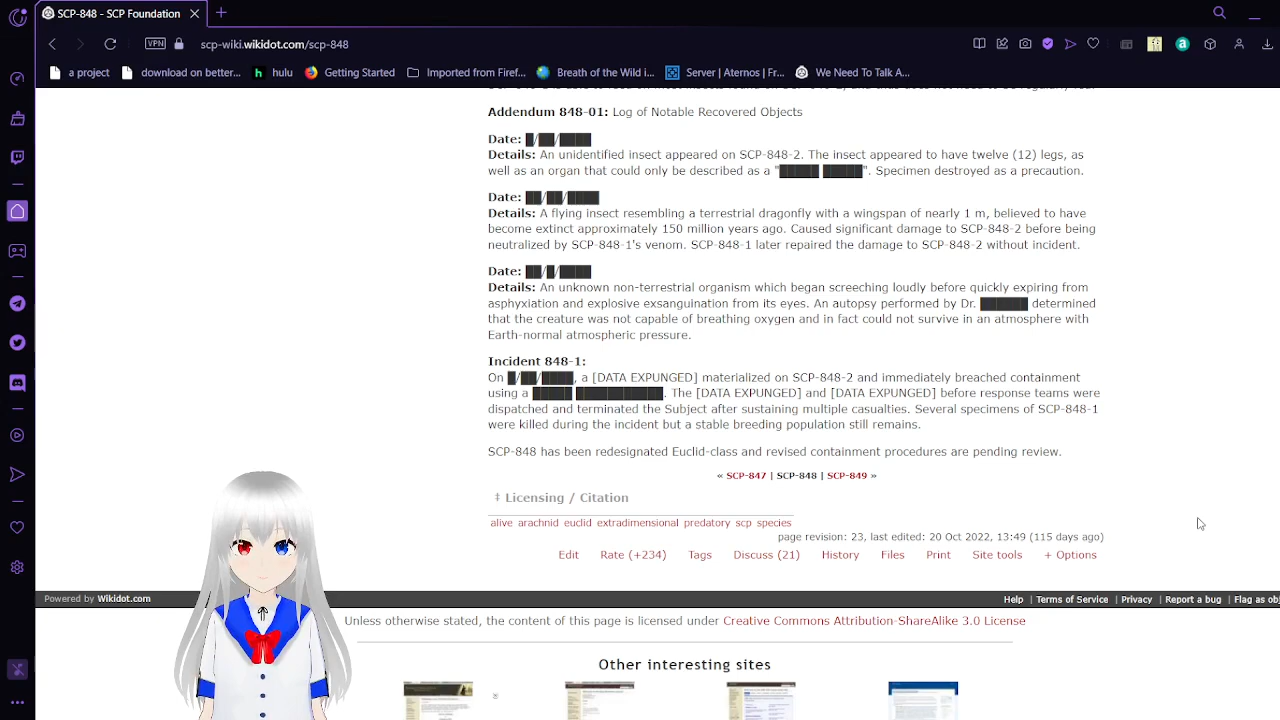 SCP-848 - SCP Foundation
VPN
scp-wiki.wikidot.com/scp-848
a project
download on better...
hulu
Getting Started
Imported from Firef...
Breath of the Wild i...
Server | Aternos | Fr...
We Need To Talk A...
Addendum 848-01: Log of Notable Recovered Objects
Date: █/██/████
Details: An unidentified insect appeared on SCP-848-2. The insect appeared to have twelve (12) legs, as
well as an organ that could only be described as a "█████ █████". Specimen destroyed as a precaution.
Date: ██/██/████
Details: A flying insect resembling a terrestrial dragonfly with a wingspan of nearly 1 m, believed to have
become extinct approximately 150 million years ago. Caused significant damage to SCP-848-2 before being
neutralized by SCP-848-1's venom. SCP-848-1 later repaired the damage to SCP-848-2 without incident.
Date: ██/█/████
Details: An unknown non-terrestrial organism which began screeching loudly before quickly expiring from
asphyxiation and explosive exsanguination from its eyes. An autopsy performed by Dr. ██████ determined
that the creature was not capable of breathing oxygen and in fact could not survive in an atmosphere with
Earth-normal atmospheric pressure.
Incident 848-1:
On █/██/████, a [DATA EXPUNGED] materialized on SCP-848-2 and immediately breached containment
using a █████ ███████████. The [DATA EXPUNGED] and [DATA EXPUNGED] before response teams were
dispatched and terminated the Subject after sustaining multiple casualties. Several specimens of SCP-848-1
were killed during the incident but a stable breeding population still remains.
SCP-848 has been redesignated Euclid-class and revised containment procedures are pending review.
« SCP-847 | SCP-848 | SCP-849 »
‡ Licensing / Citation
alive arachnid euclid extradimensional predatory scp species
page revision: 23, last edited: 20 Oct 2022, 13:49 (115 days ago)
Edit Rate (+234) Tags Discuss (21) History Files Print Site tools + Options
Powered by Wikidot.com
Help | Terms of Service | Privacy | Report a bug | Flag as obj
Unless otherwise stated, the content of this page is licensed under Creative Commons Attribution-ShareAlike 3.0 License
Other interesting sites